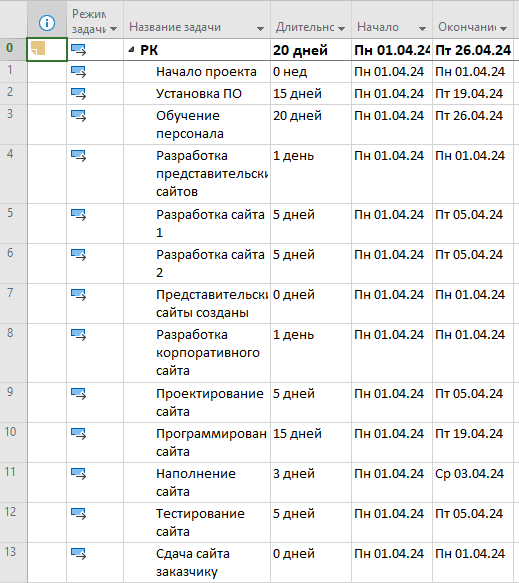 Режим задачи Название задачи Длительно Начало Окончание
0 РК 20 дней Пн 01.04.24 Пт 26.04.24
1 Начало проекта 0 нед Пн 01.04.24 Пн 01.04.24
2 Установка ПО 15 дней Пн 01.04.24 Пт 19.04.24
3 Обучение персонала 20 дней Пн 01.04.24 Пт 26.04.24
4 Разработка представительски сайтов 1 день Пн 01.04.24 Пн 01.04.24
5 Разработка сайта 1 5 дней Пн 01.04.24 Пт 05.04.24
6 Разработка сайта 2 5 дней Пн 01.04.24 Пт 05.04.24
7 Представительски сайты созданы 0 дней Пн 01.04.24 Пн 01.04.24
8 Разработка корпоративного сайта 1 день Пн 01.04.24 Пн 01.04.24
9 Проектирование сайта 5 дней Пн 01.04.24 Пт 05.04.24
10 Программирован сайта 15 дней Пн 01.04.24 Пт 19.04.24
11 Наполнение сайта 3 дней Пн 01.04.24 Ср 03.04.24
12 Тестирование сайта 5 дней Пн 01.04.24 Пт 05.04.24
13 Сдача сайта заказчику 0 дней Пн 01.04.24 Пн 01.04.24